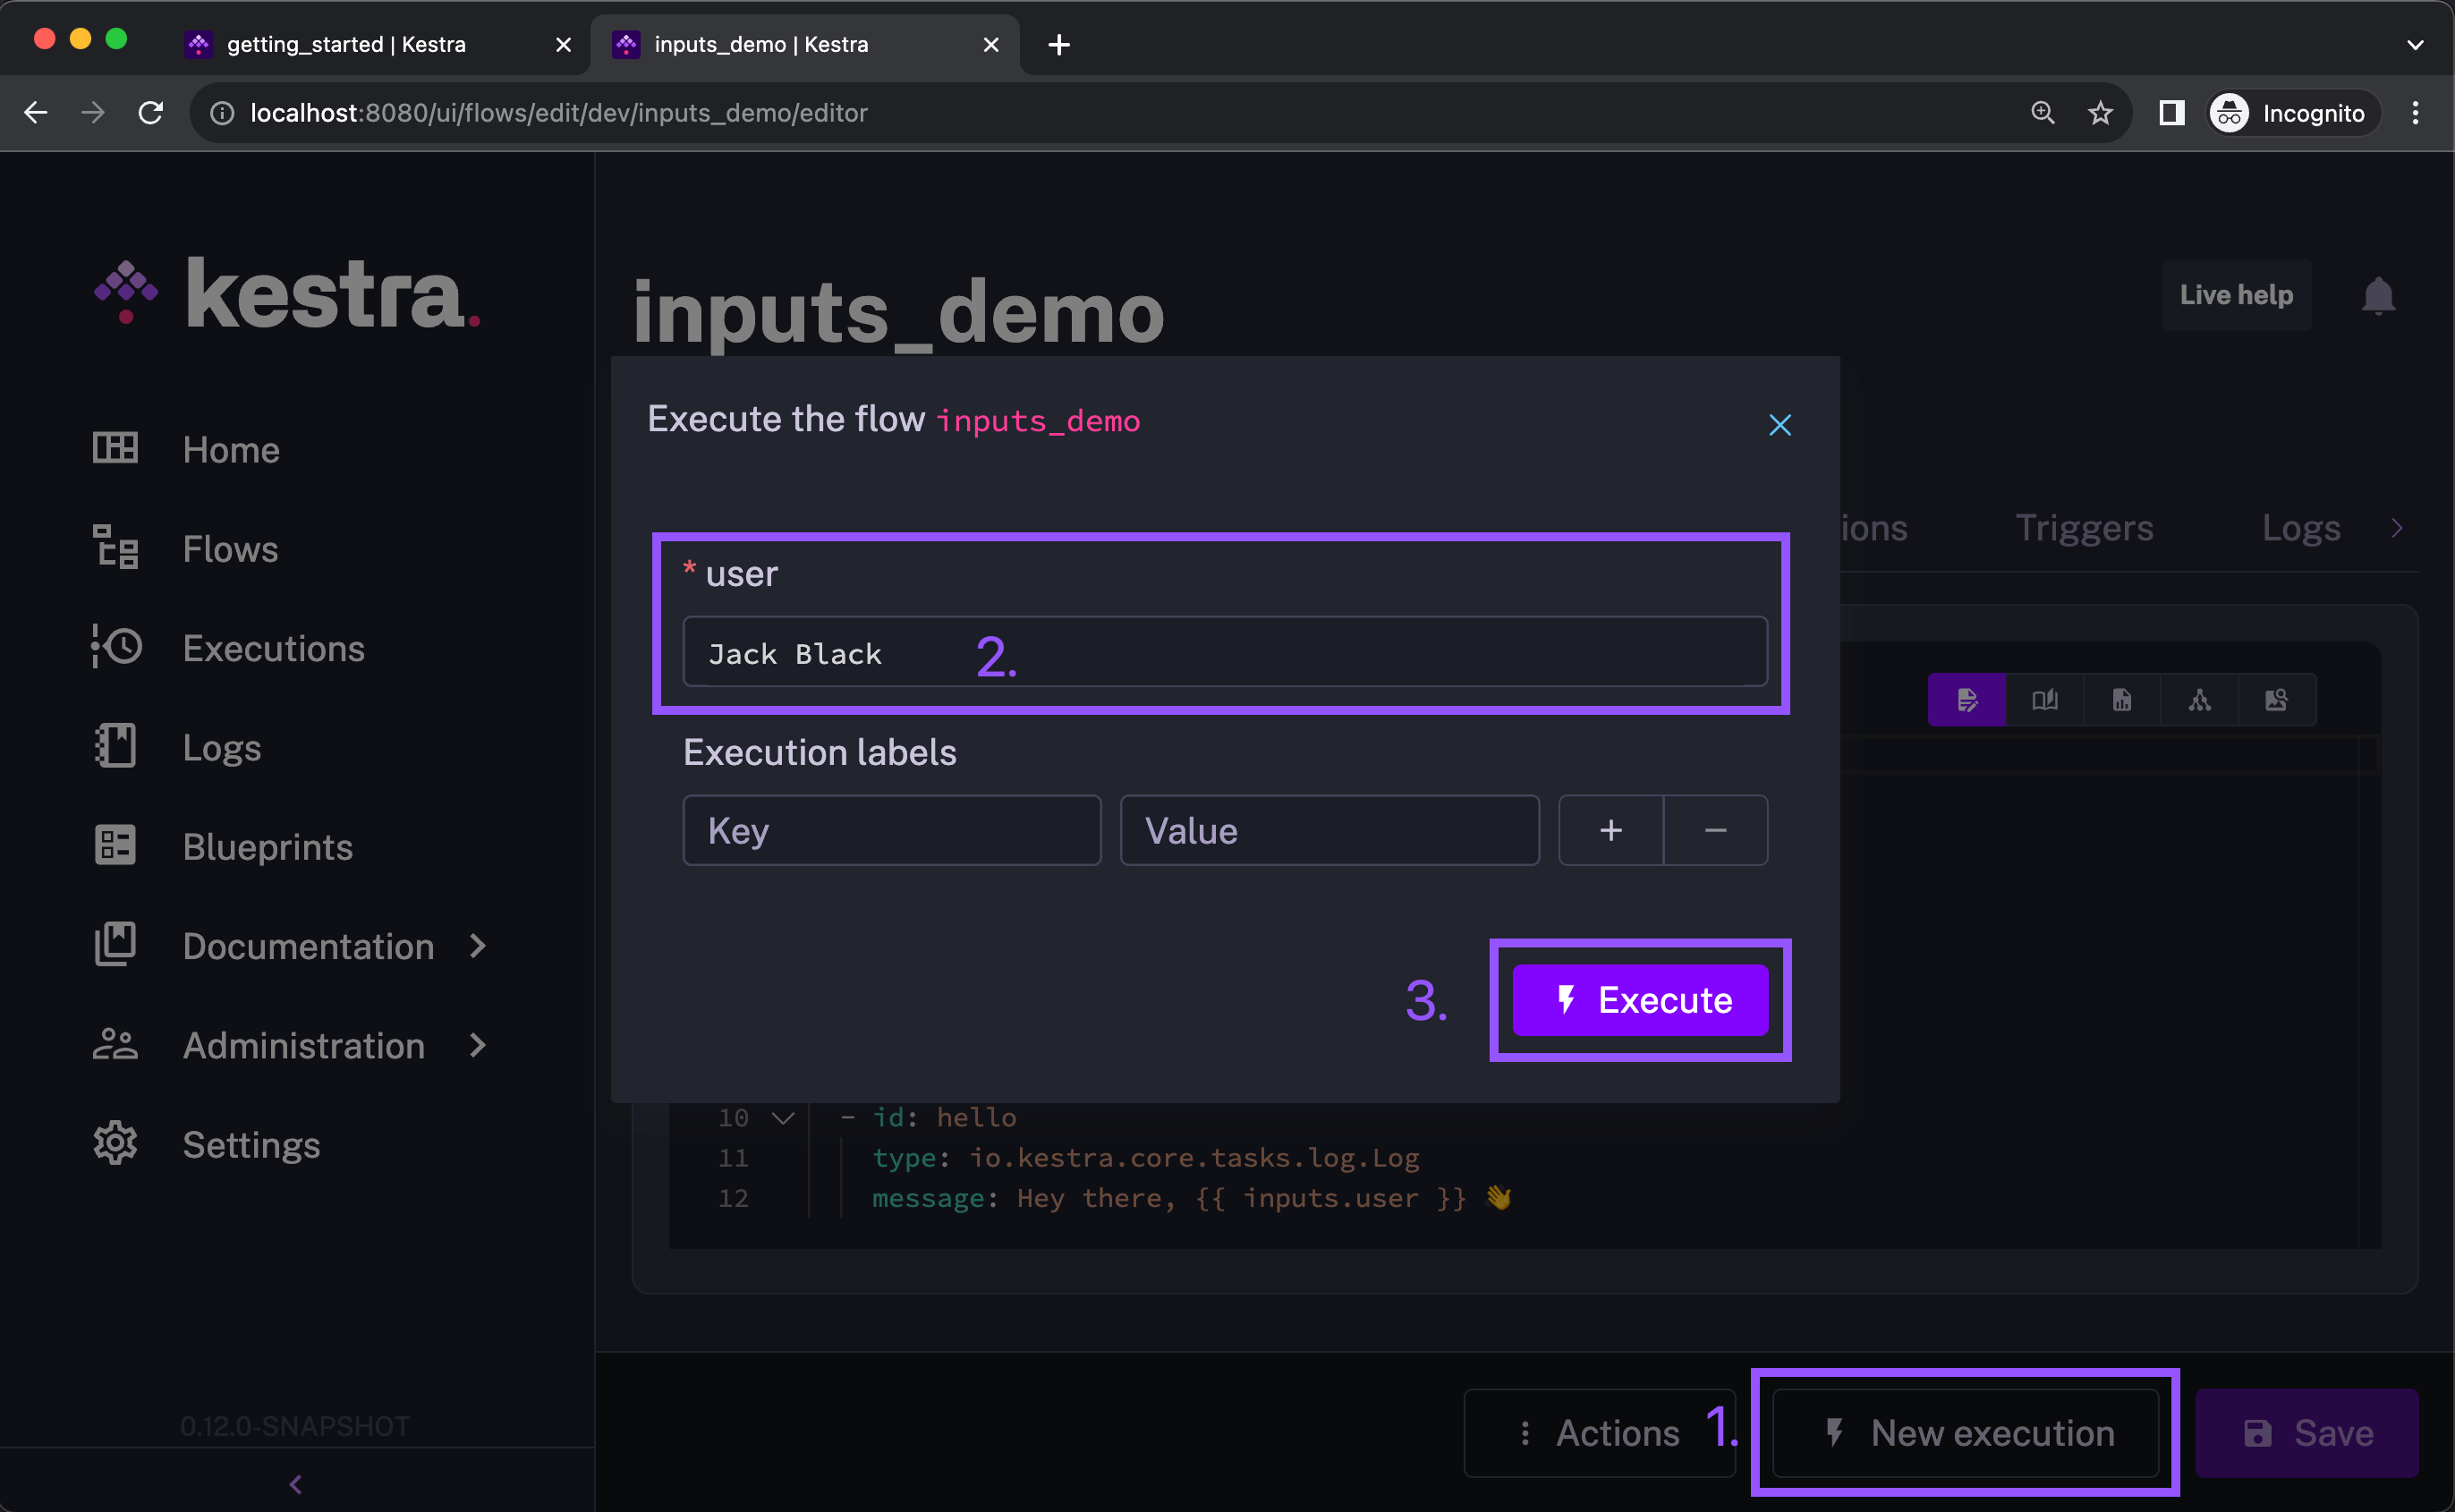 getting_started | Kestra
inputs_demo | Kestra
localhost:8080/ui/flows/edit/dev/inputs_demo/editor
Incognito
kestra.
Home
Flows
Executions
Logs
Blueprints
Documentation
Administration
Settings
0.12.0-SNAPSHOT
inputs_demo
Live help
ions
Triggers
Logs
Execute the flow inputs_demo
* user
Jack Black
2.
Execution labels
Key
Value
3.
Execute
10 - id: hello
11 type: io.kestra.core.tasks.log.Log
12 message: Hey there, {{ inputs.user }} 👋
Actions
1.
New execution
Save